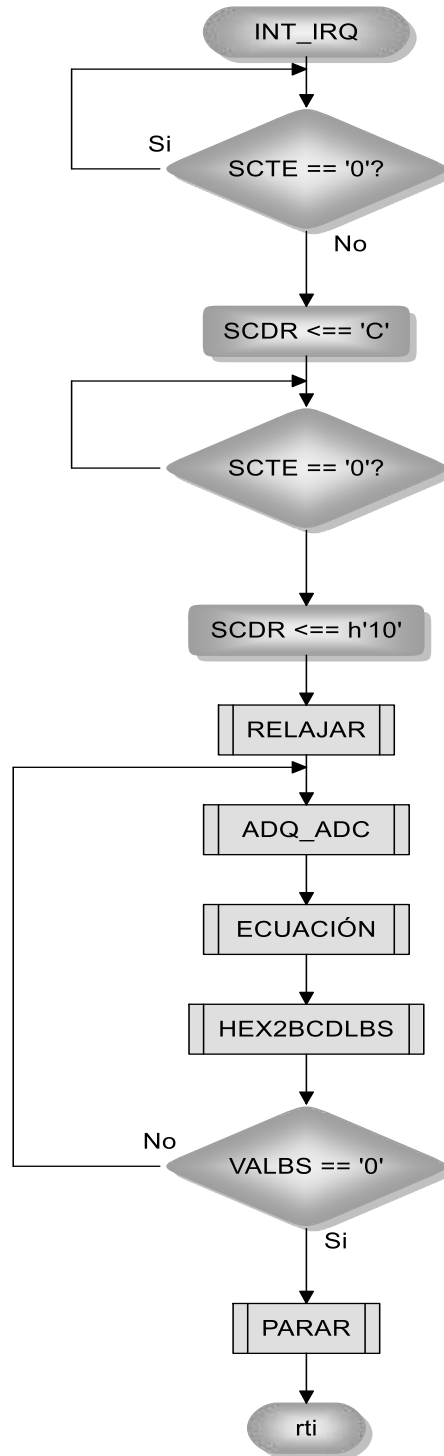 INT_IRQ
Si
SCTE == '0'?
No
SCDR <== 'C'
SCTE == '0'?
SCDR <== h'10'
RELAJAR
ADQ_ADC
ECUACIÓN
HEX2BCDLBS
No
VALBS == '0'
Si
PARAR
rti